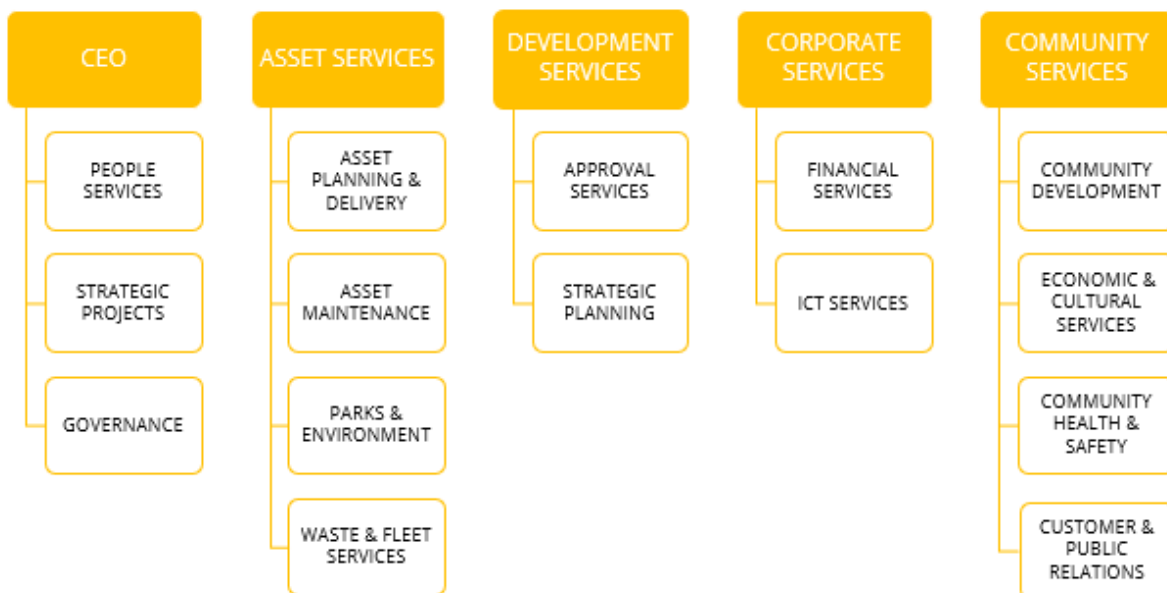 CEO
PEOPLE
SERVICES
STRATEGIC
PROJECTS
GOVERNANCE
ASSET SERVICES
ASSET
PLANNING &
DELIVERY
ASSET
MAINTENANCE
PARKS &
ENVIRONMENT
WASTE & FLEET
SERVICES
DEVELOPMENT
SERVICES
APPROVAL
SERVICES
STRATEGIC
PLANNING
CORPORATE
SERVICES
FINANCIAL
SERVICES
ICT SERVICES
COMMUNITY
SERVICES
COMMUNITY
DEVELOPMENT
ECONOMIC &
CULTURAL
SERVICES
COMMUNITY
HEALTH &
SAFETY
CUSTOMER &
PUBLIC
RELATIONS